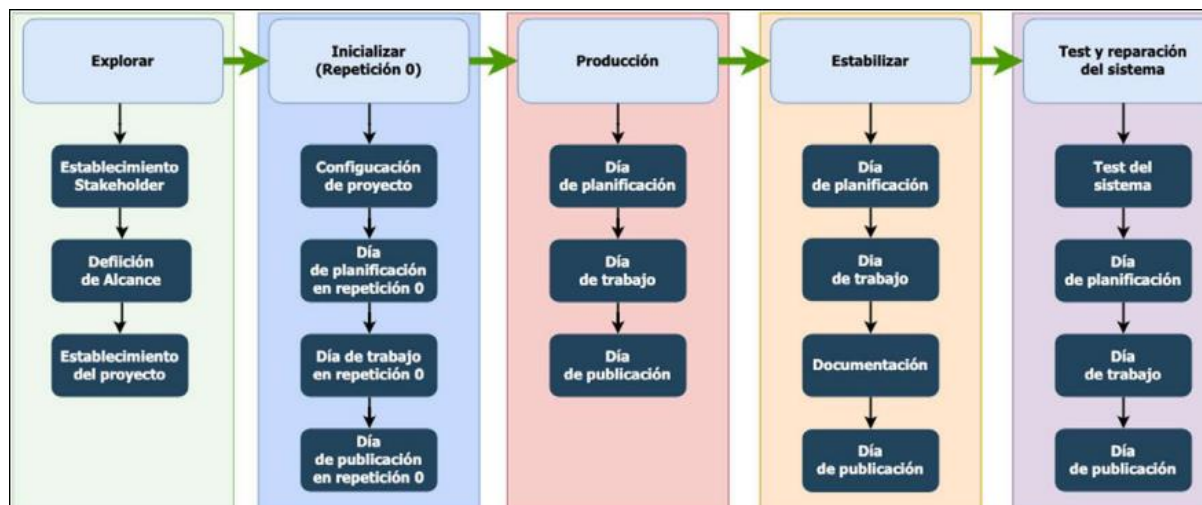 Explorar
Establecimiento
Stakeholder
Defiición
de Alcance
Establecimiento
del proyecto
Inicializar
(Repetición 0)
Configucación
de proyecto
Día
de planificación
en repetición 0
Día de trabajo
en repetición 0
Día
de publicación
en repetición 0
Producción
Día
de planificación
Día
de trabajo
Día
de publicación
Estabilizar
Día
de planificación
Dia
de trabajo
Documentación
Día
de publicación
Test y reparación
del sistema
Test del
sistema
Día
de planificación
Día
de trabajo
Día
de publicación